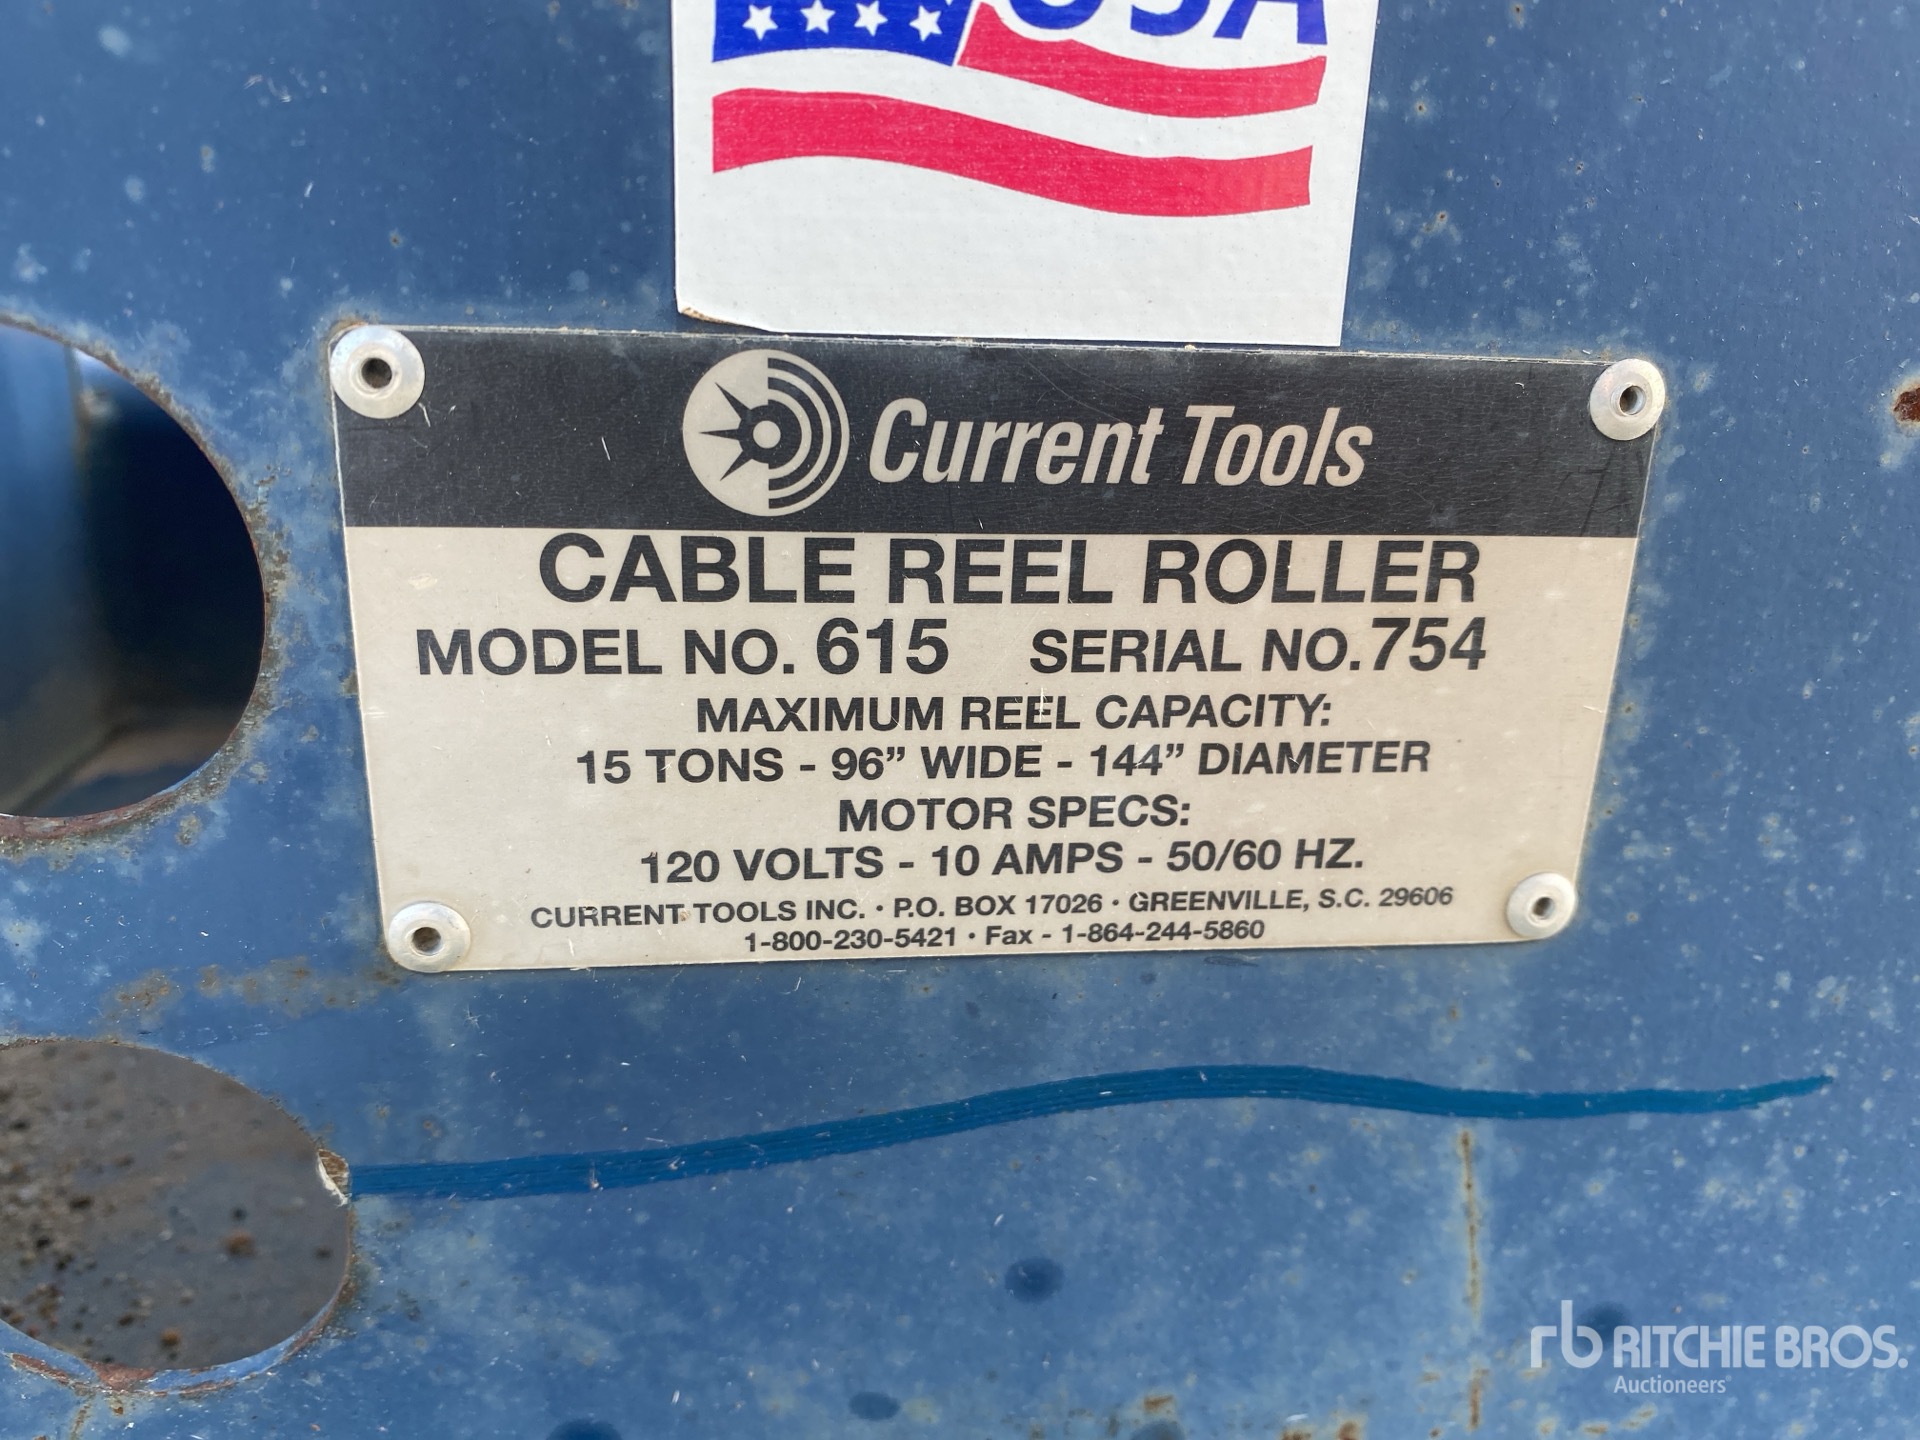 USA
Current Tools
CABLE REEL ROLLER
MODEL NO. 615 SERIAL NO. 754
MAXIMUM REEL CAPACITY:
15 TONS - 96" WIDE - 144" DIAMETER
MOTOR SPECS:
120 VOLTS - 10 AMPS - 50/60 HZ.
CURRENT TOOLS INC. • P.O. BOX 17026 • GREENVILLE, S.C. 29606
1-800-230-5421 • Fax - 1-864-244-5860
rb RITCHIE BROS.
Auctioneers